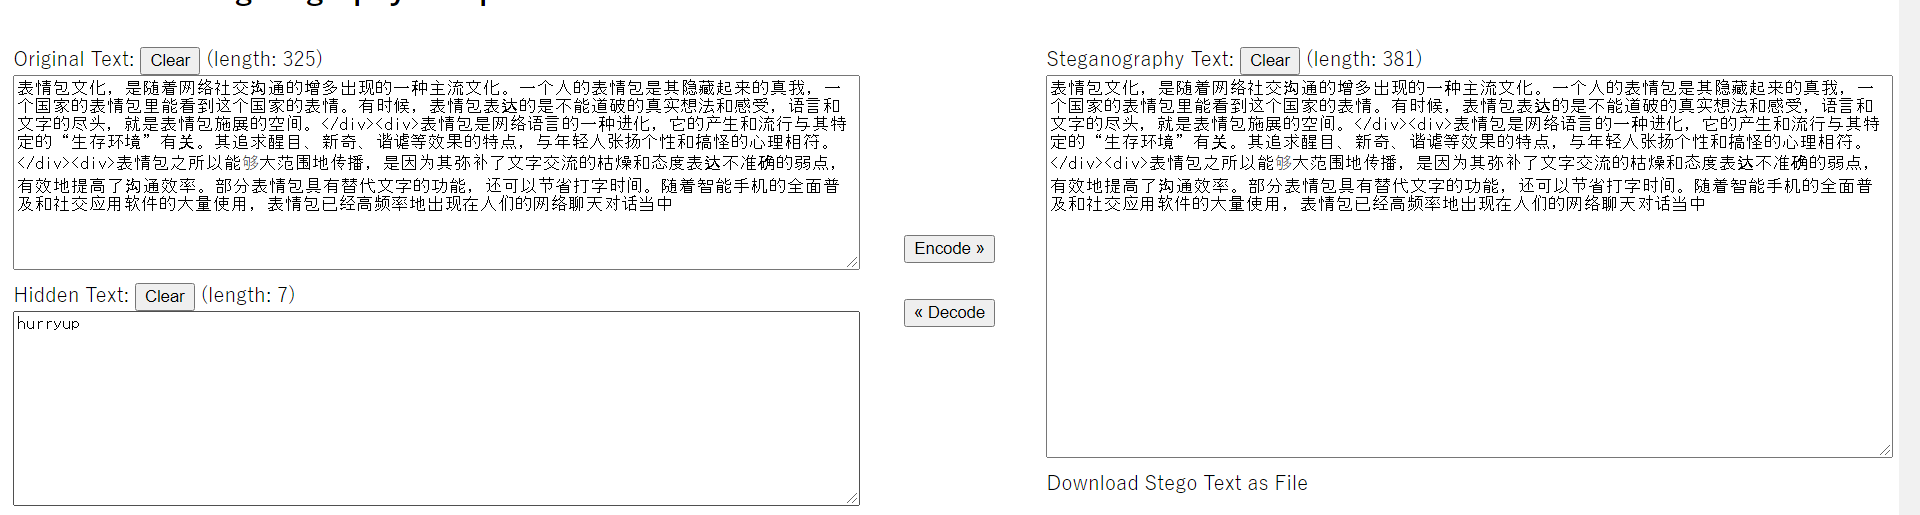 Original Text: Clear (length: 325)
表情包文化，是随着网络社交沟通的增多出现的一种主流文化。一个人的表情包是其隐藏起来的真我，一
个国家的表情包里能看到这个国家的表情。有时候，表情包表达的是不能道破的真实想法和感受，语言和
文字的尽头，就是表情包施展的空间。</div><div>表情包是网络语言的一种进化，它的产生和流行与其特
定的“生存环境”有关。其追求醒目、新奇、谐谑等效果的特点，与年轻人张扬个性和搞怪的心理相符。
</div><div>表情包之所以能够大范围地传播，是因为其弥补了文字交流的枯燥和态度表达不准确的弱点，
有效地提高了沟通效率。部分表情包具有替代文字的功能，还可以节省打字时间。随着智能手机的全面普
及和社交应用软件的大量使用，表情包已经高频率地出现在人们的网络聊天对话当中
Hidden Text: Clear (length: 7)
hurryup
Encode »
« Decode
Steganography Text: Clear (length: 381)
表情包文化，是随着网络社交沟通的增多出现的一种主流文化。一个人的表情包是其隐藏起来的真我，一
个国家的表情包里能看到这个国家的表情。有时候，表情包表达的是不能道破的真实想法和感受，语言和
文字的尽头，就是表情包施展的空间。</div><div>表情包是网络语言的一种进化，它的产生和流行与其特
定的“生存环境”有关。其追求醒目、新奇、谐谑等效果的特点，与年轻人张扬个性和搞怪的心理相符。
</div><div>表情包之所以能够大范围地传播，是因为其弥补了文字交流的枯燥和态度表达不准确的弱点，
有效地提高了沟通效率。部分表情包具有替代文字的功能，还可以节省打字时间。随着智能手机的全面普
及和社交应用软件的大量使用，表情包已经高频率地出现在人们的网络聊天对话当中
Download Stego Text as File